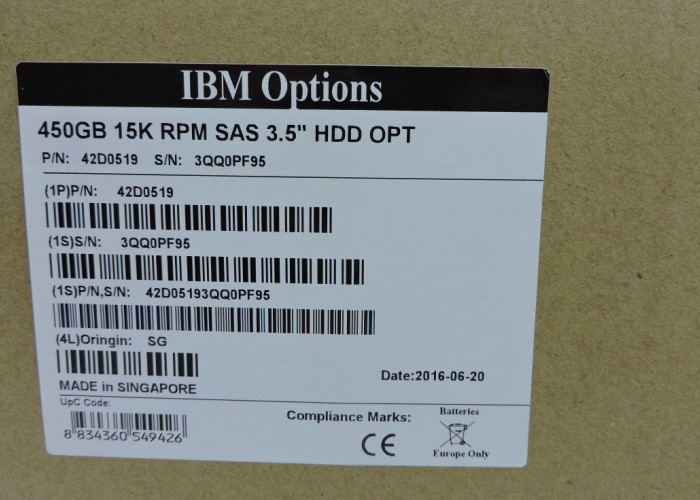 IBM Options
450GB 15K RPM SAS 3.5" HDD OPT
P/N: 42D0519 S/N: 3QQ0PF95
(1P)P/N: 42D0519
(1S)S/N: 3QQ0PF95
(1S)P/N,S/N: 42D05193QQ0PF95
(4L)Oringin: SG
MADE in SINGAPORE
Date:2016-06-20
UpC Code:
8 834360 549426
Compliance Marks:
CE
Batteries
Europe Only